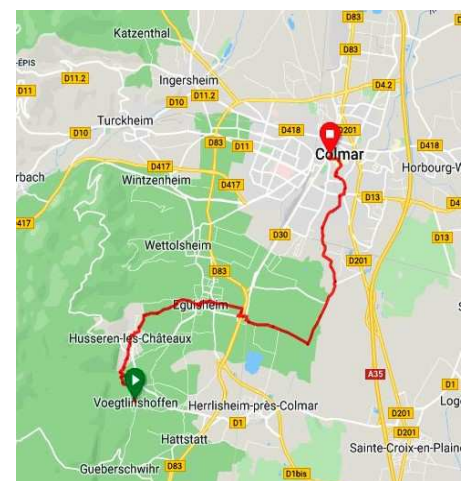 D83
Katzenthal
D83
-ÉPIS
D11.2
Ingersheim
D4.2
D11
D11.2
D10
Turckheim
D418
D201
D10
D83
D11
Colmar
D418
D417
Horbourg-W
rbach
Wintzenheim
D417
D13
D4
417
D30
D13
Wettolsheim
D201
D83
Eguisheim
Husseren-les-Châteaux
A35
D1
Voegtlinshoffen
Herrlisheim-près-Colmar
Loge
D201
D1
D201
Hattstatt
Sainte-Croix-en-Plaine
Gueberschwihr
D83
D1bis